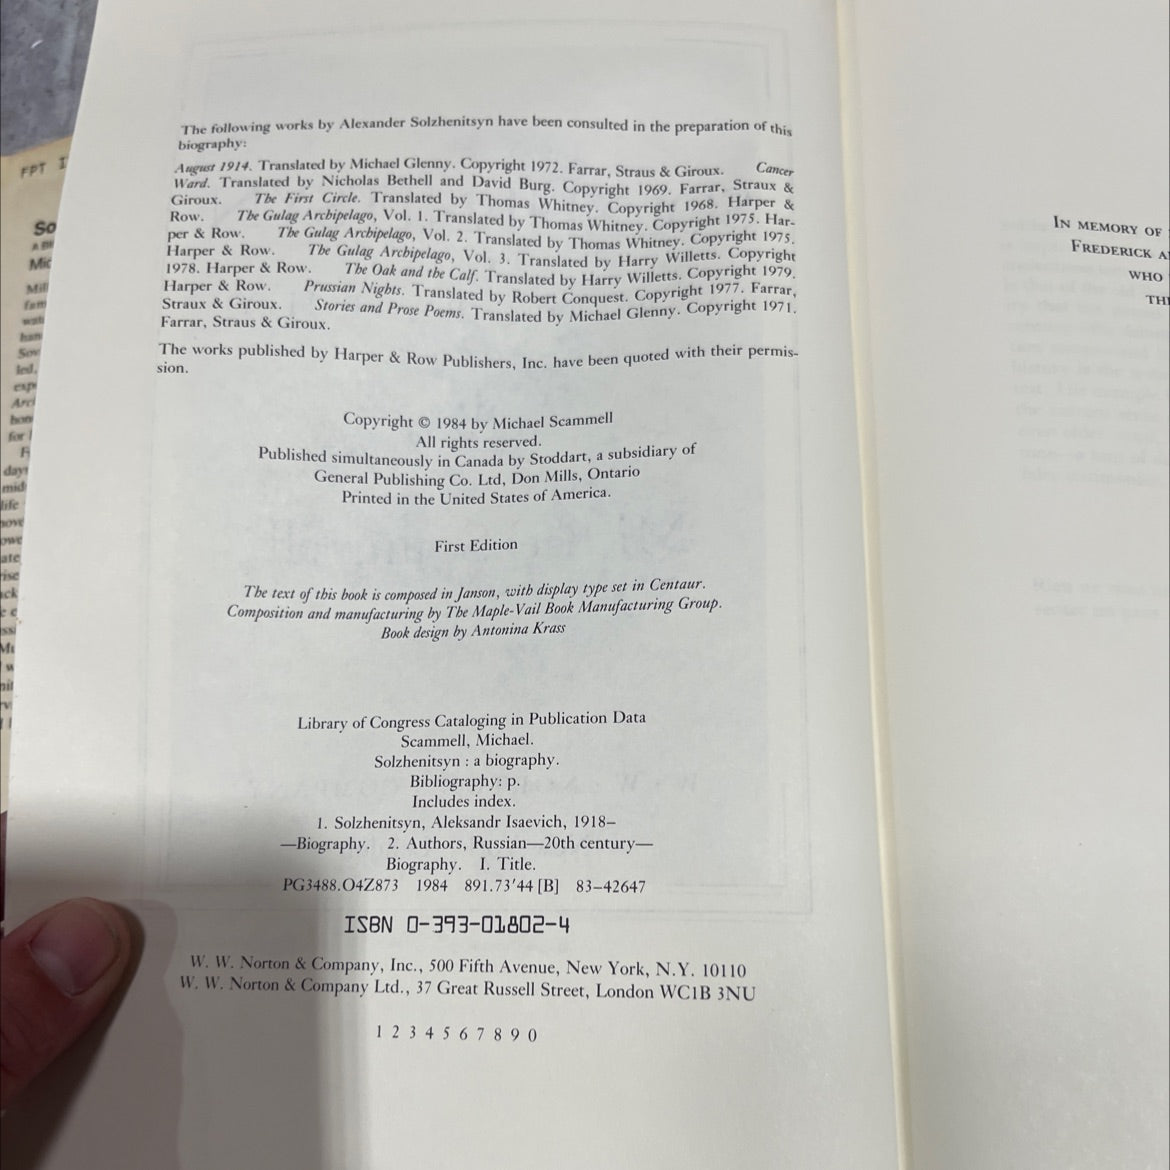 The following works by Alexander Solzhenitsyn have been consulted in the preparation of this
biography:
August 1914. Translated by Michael Glenny. Copyright 1972. Farrar, Straus & Giroux. Cancer
Ward. Translated by Nicholas Bethell and David Burg. Copyright 1969. Farrar, Straux &
Giroux. The First Circle. Translated by Thomas Whitney. Copyright 1968. Harper &
Row. The Gulag Archipelago, Vol. 1. Translated by Thomas Whitney. Copyright 1975. Har-
per & Row. The Gulag Archipelago, Vol. 2. Translated by Thomas Whitney. Copyright 1975.
Harper & Row. The Gulag Archipelago, Vol. 3. Translated by Harry Willetts. Copyright
1978. Harper & Row. The Oak and the Calf. Translated by Harry Willetts. Copyright 1979.
Harper & Row. Prussian Nights. Translated by Robert Conquest. Copyright 1977. Farrar,
Straux & Giroux. Stories and Prose Poems. Translated by Michael Glenny. Copyright 1971.
Farrar, Straus & Giroux.
The works published by Harper & Row Publishers, Inc. have been quoted with their permis-
sion.
Copyright © 1984 by Michael Scammell
All rights reserved.
Published simultaneously in Canada by Stoddart, a subsidiary of
General Publishing Co. Ltd, Don Mills, Ontario
Printed in the United States of America.
First Edition
The text of this book is composed in Janson, with display type set in Centaur.
Composition and manufacturing by The Maple-Vail Book Manufacturing Group.
Book design by Antonina Krass
Library of Congress Cataloging in Publication Data
Scammell, Michael.
Solzhenitsyn : a biography.
Bibliography: p.
Includes index.
1. Solzhenitsyn, Aleksandr Isaevich, 1918–
—Biography. 2. Authors, Russian—20th century—
Biography. I. Title.
PG3488.O4Z873 1984 891.73'44 [B] 83–42647
ISBN 0-393-01802-4
W. W. Norton & Company, Inc., 500 Fifth Avenue, New York, N.Y. 10110
W. W. Norton & Company Ltd., 37 Great Russell Street, London WC1B 3NU
1 2 3 4 5 6 7 8 9 0
IN MEMORY OF
FREDERICK
WHO